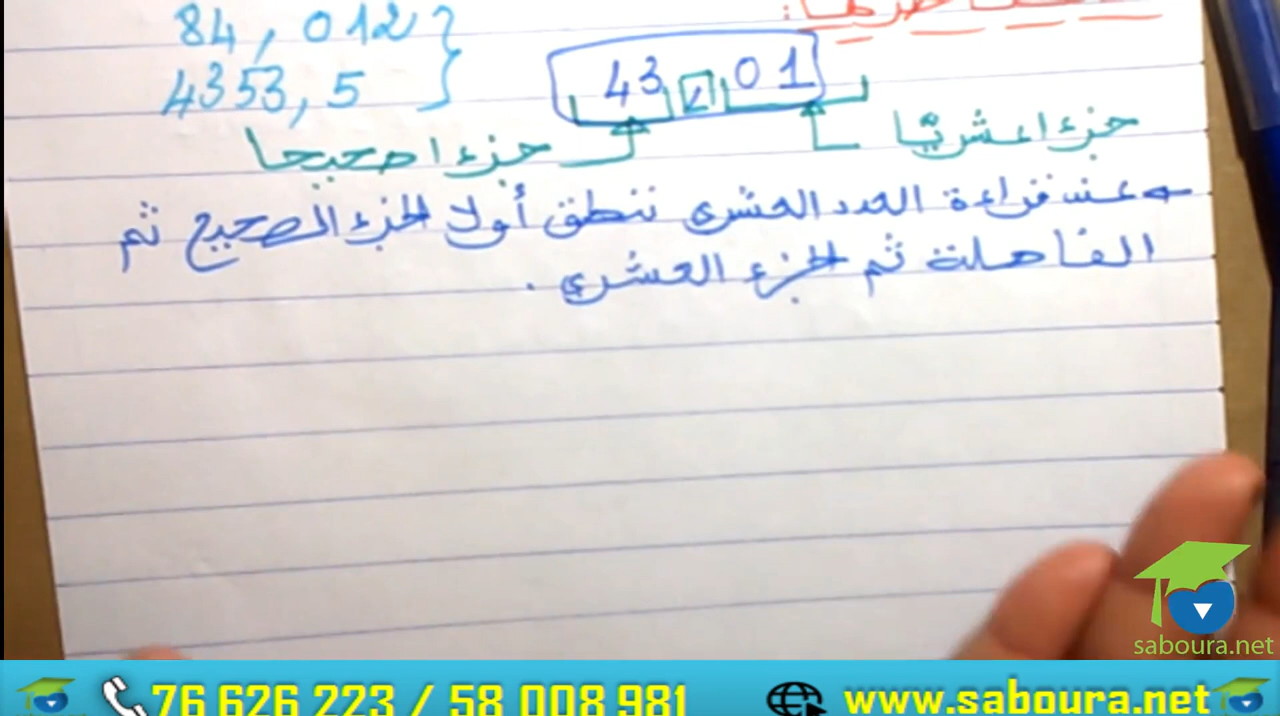 84,012
4353,5
43,01
جزءا عشريّا
جزءا صحيحا
عند قراءة العدد العشري ننطق أولا الجزء الصحيح ثم
الفاصلة ثم الجزء العشري .
saboura.net
76 626 223 / 58 008 981
www.saboura.net